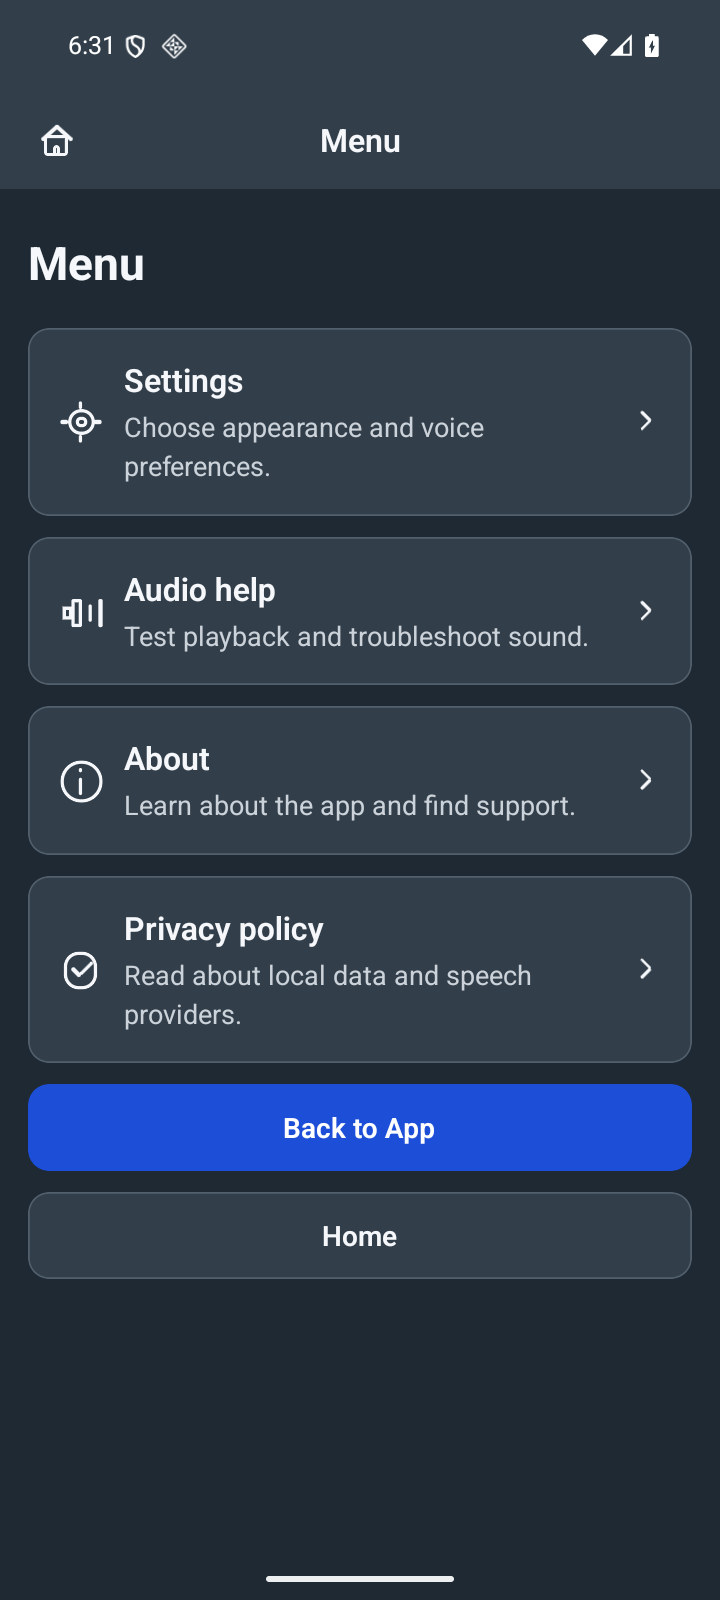 6:31
Menu
Menu
Settings
Choose appearance and voice
preferences.
Audio help
Test playback and troubleshoot sound.
About
Learn about the app and find support.
Privacy policy
Read about local data and speech
providers.
Back to App
Home